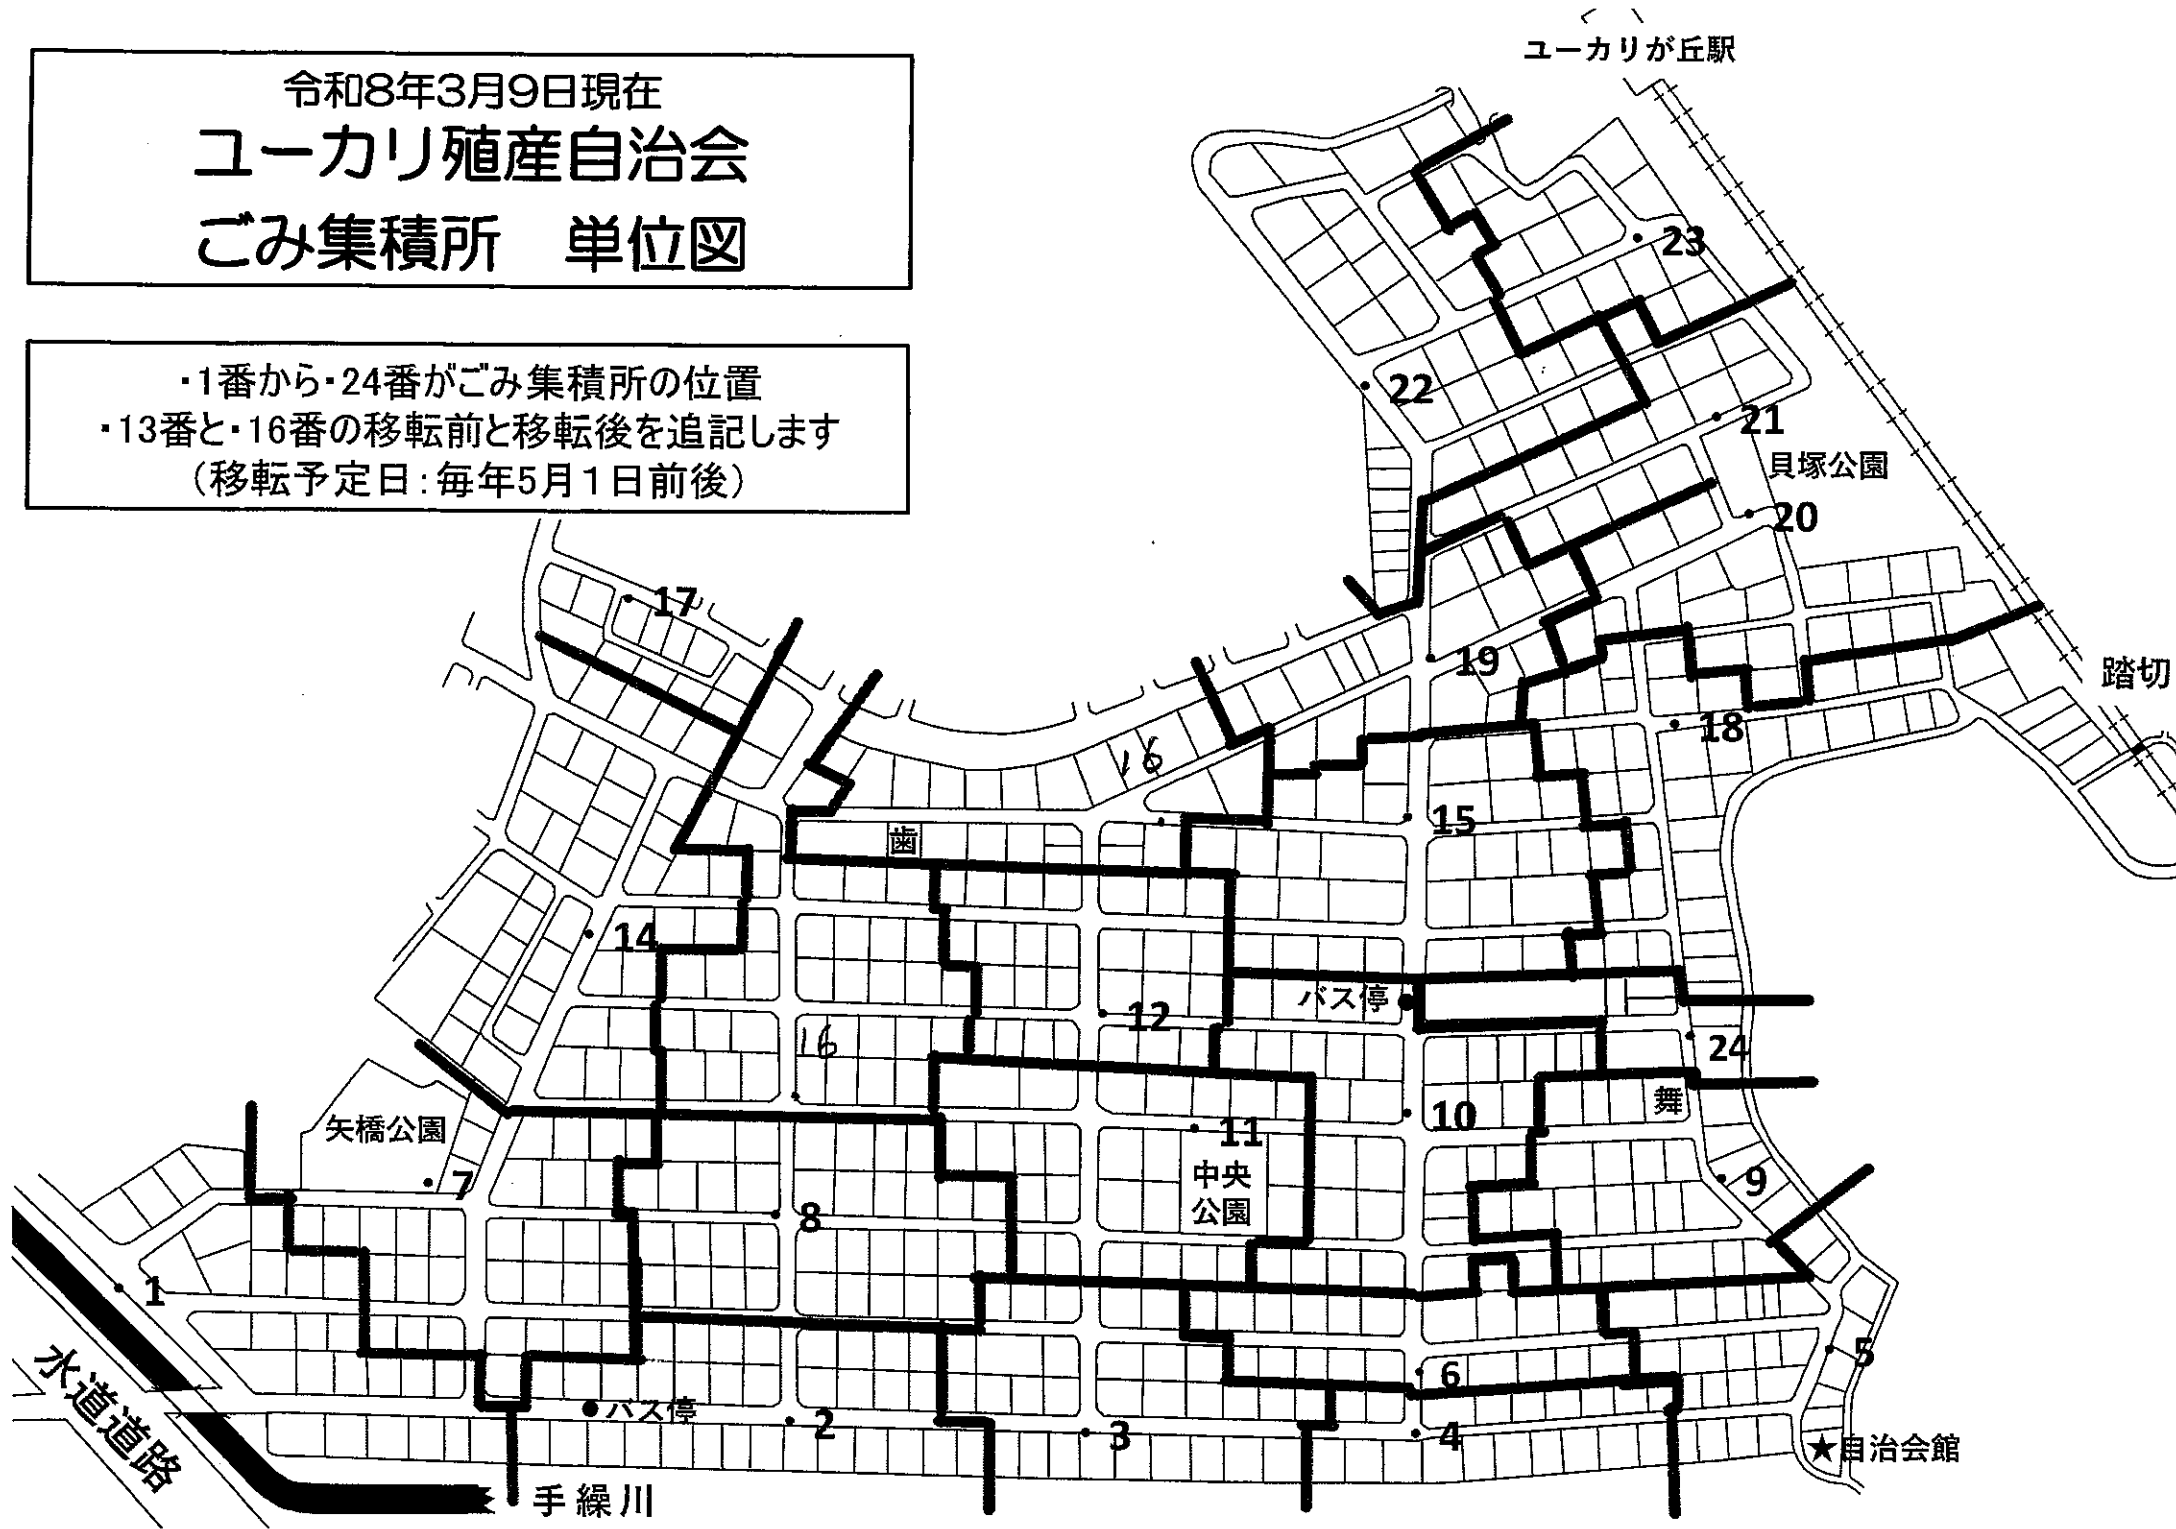 ユーカリが丘駅
令和8年3月9日現在
ユーカリ殖産自治会
ごみ集積所 単位図
・1番から・24番がごみ集積所の位置
・13番と・16番の移転前と移転後を追記します
（移転予定日：毎年5月1日前後）
23
22
21
貝塚公園
20
17
19
踏切
18
16
15
歯
14
バス停
12
16
24
舞
10
矢橋公園
11
中央
公園
7
9
8
1
5
6
水道道路
バス停
2
3
4
★自治会館
手繰川